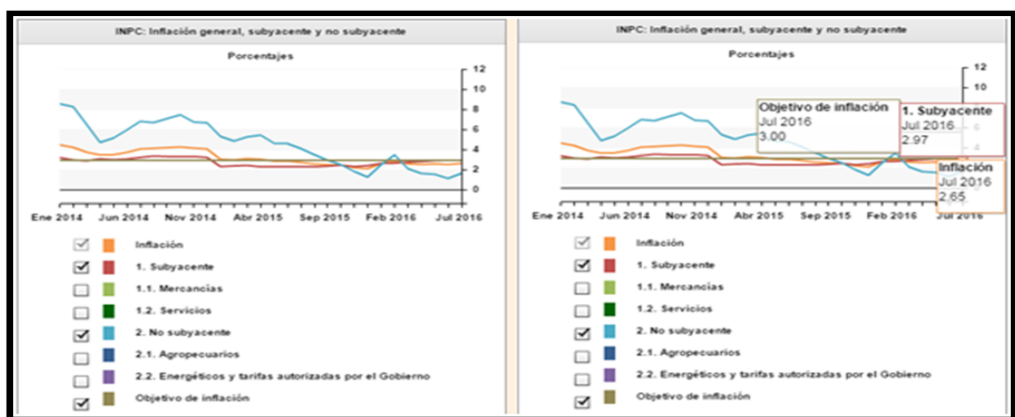 INPC: Inflación general, subyacente y no subyacente
Porcentajes
12
10
8
6
4
2
0
Ene 2014 Jun 2014 Nov 2014 Abr 2015 Sep 2015 Feb 2016 Jul 2016
Inflación
1. Subyacente
1.1. Mercancías
1.2. Servicios
2. No subyacente
2.1. Agropecuarios
2.2. Energéticos y tarifas autorizadas por el Gobierno
Objetivo de inflación
INPC: Inflación general, subyacente y no subyacente
Porcentajes
12
10
Objetivo de inflación
Jul 2016
3.00
1. Subyacente
Jul 2016
2.97
Inflación
Jul 2016
2.65
Ene 2014 Jun 2014 Nov 2014 Abr 2015 Sep 2015 Feb 2016 Jul 2016
Inflación
1. Subyacente
1.1. Mercancías
1.2. Servicios
2. No subyacente
2.1. Agropecuarios
2.2. Energéticos y tarifas autorizadas por el Gobierno
Objetivo de inflación